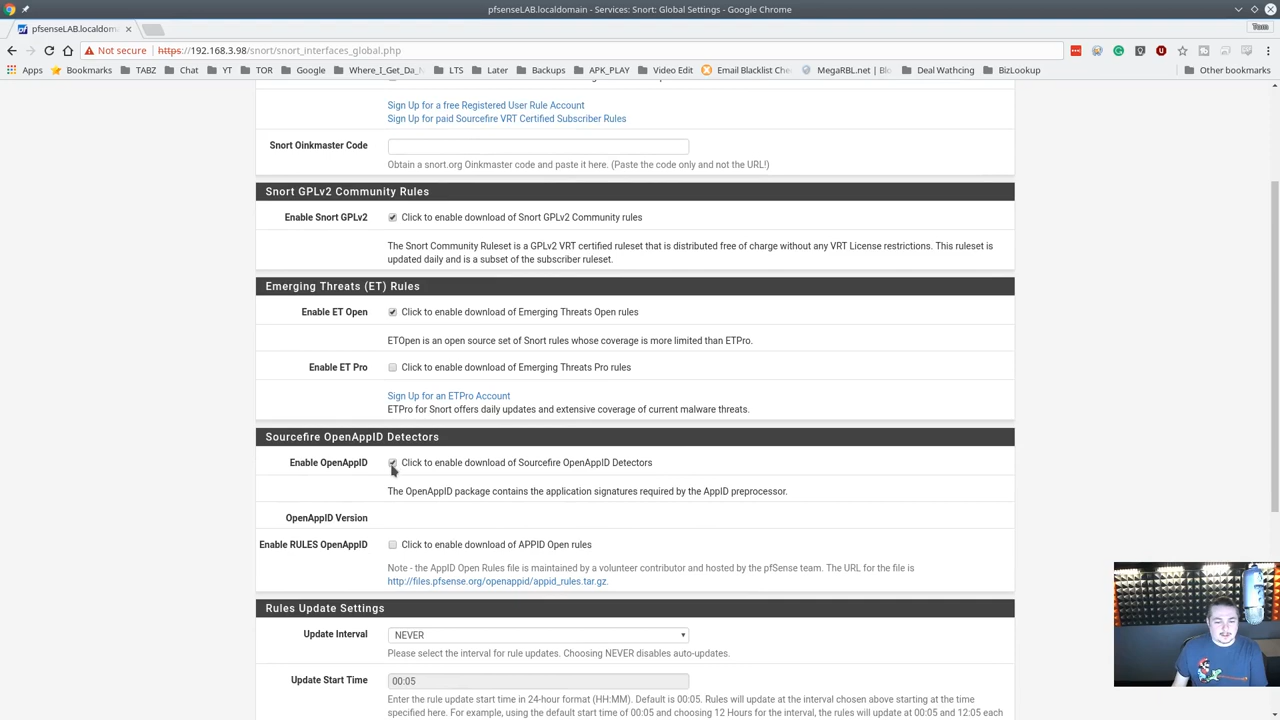 pfsenseLAB.localdomain - Services: Snort: Global Settings - Google Chrome
pfsenseLAB.localdoma
Tom
Not secure https://192.168.3.98/snort/snort_interfaces_global.php
Apps Bookmarks TABZ Chat YT TOR Google Where_I_Get_Da_ LTS Later Backups APK_PLAY Video Edit Email Blacklist Che MegaRBL.net | Blo Deal Wathcing BizLookup Other bookmarks
Sign Up for a free Registered User Rule Account
Sign Up for paid Sourcefire VRT Certified Subscriber Rules
Snort Oinkmaster Code
Obtain a snort.org Oinkmaster code and paste it here. (Paste the code only and not the URL!)
Snort GPLv2 Community Rules
Enable Snort GPLv2 Click to enable download of Snort GPLv2 Community rules
The Snort Community Ruleset is a GPLv2 VRT certified ruleset that is distributed free of charge without any VRT License restrictions. This ruleset is
updated daily and is a subset of the subscriber ruleset.
Emerging Threats (ET) Rules
Enable ET Open Click to enable download of Emerging Threats Open rules
ETOpen is an open source set of Snort rules whose coverage is more limited than ETPro.
Enable ET Pro Click to enable download of Emerging Threats Pro rules
Sign Up for an ETPro Account
ETPro for Snort offers daily updates and extensive coverage of current malware threats.
Sourcefire OpenAppID Detectors
Enable OpenAppID Click to enable download of Sourcefire OpenAppID Detectors
The OpenAppID package contains the application signatures required by the AppID preprocessor.
OpenAppID Version
Enable RULES OpenAppID Click to enable download of APPID Open rules
Note - the AppID Open Rules file is maintained by a volunteer contributor and hosted by the pfSense team. The URL for the file is
http://files.pfsense.org/openappid/appid_rules.tar.gz.
Rules Update Settings
Update Interval NEVER
Please select the interval for rule updates. Choosing NEVER disables auto-updates.
Update Start Time 00:05
Enter the rule update start time in 24-hour format (HH:MM). Default is 00:05. Rules will update at the interval chosen above starting at the time
specified here. For example, using the default start time of 00:05 and choosing 12 Hours for the interval, the rules will update at 00:05 and 12:05 each